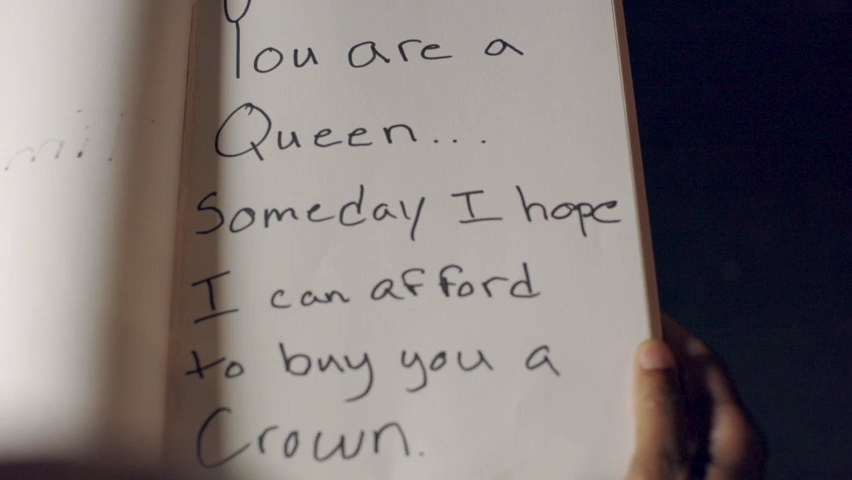 You are a
Queen...
Someday I hope
I can afford
to buy you a
Crown.